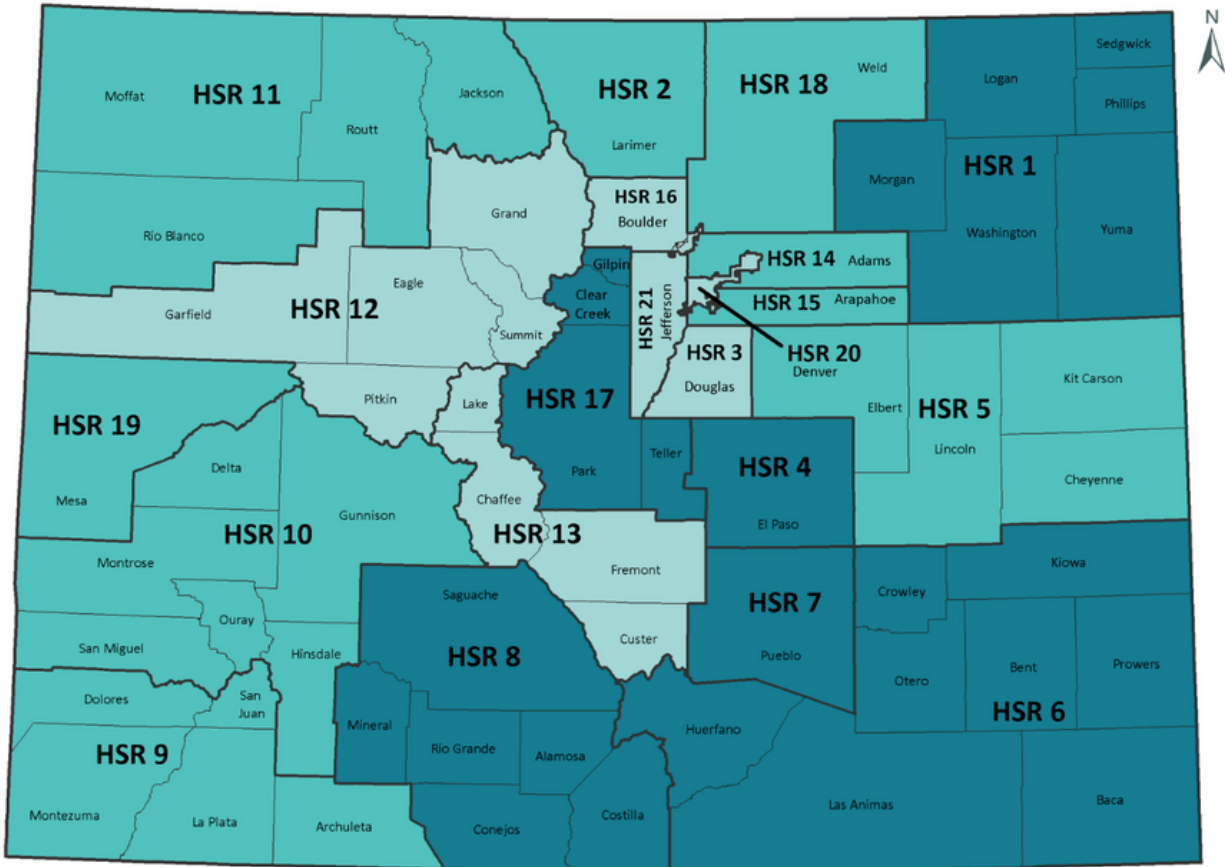 N
Sedgwick
Logan
Weld
HSR 11
Moffat
Jackson
HSR 2
HSR 18
Phillips
Routt
Larimer
HSR 1
Morgan
HSR 16
Grand
Boulder
Rio Blanco
Washington
Yuma
Gilpin
HSR 14
Adams
Eagle
Clear
Creek
HSR 21
Jefferson
HSR 15
Arapahoe
HSR 12
Garfield
Summit
HSR 3
HSR 20
Denver
Douglas
Kit Carson
Pitkin
Lake
HSR 17
Elbert
HSR 5
HSR 19
Lincoln
Teller
Delta
HSR 4
Park
Cheyenne
Mesa
Chaffee
Gunnison
El Paso
HSR 10
HSR 13
Montrose
Kiowa
Fremont
Saguache
Crowley
HSR 7
Ouray
Custer
San Miguel
Hinsdale
HSR 8
Pueblo
Bent
Prowers
Otero
Dolores
San
Juan
HSR 6
Mineral
Huerfano
HSR 9
Rio Grande
Alamosa
Las Animas
Baca
Montezuma
La Plata
Archuleta
Conejos
Costilla